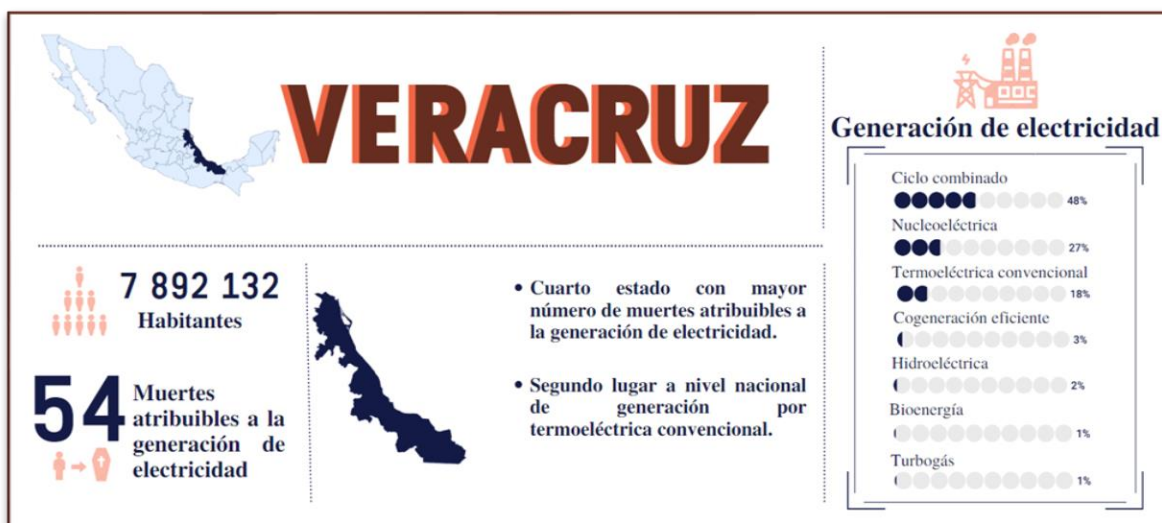 VERACRUZ
7 892 132
Habitantes
54
Muertes
atribuibles a la
generación de
electricidad
• Cuarto estado con mayor
número de muertes atribuibles a
la generación de electricidad.
• Segundo lugar a nivel nacional
de generación por
termoeléctrica convencional.
Generación de electricidad
Ciclo combinado
48%
Nucleoeléctrica
27%
Termoeléctrica convencional
18%
Cogeneración eficiente
3%
Hidroeléctrica
2%
Bioenergía
1%
Turbogás
1%